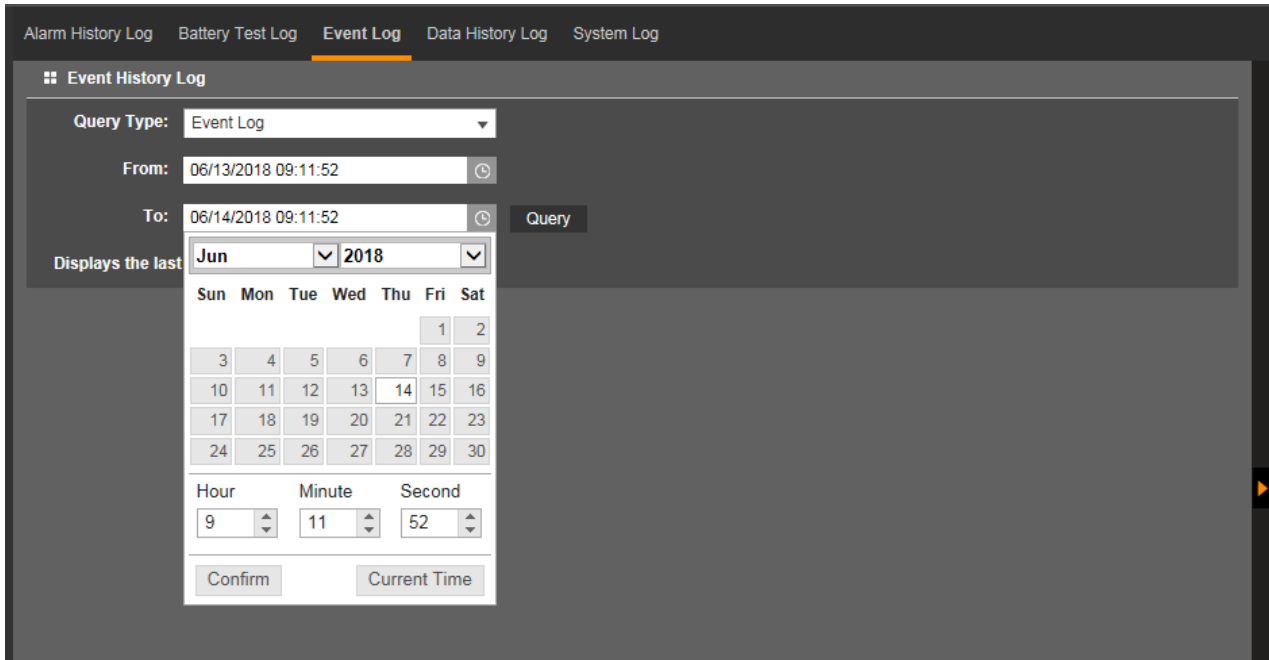 Alarm History Log Battery Test Log Event Log Data History Log System Log
Event History Log
Query Type: Event Log
From: 06/13/2018 09:11:52
To: 06/14/2018 09:11:52 Query
Displays the last
Jun 2018
Sun Mon Tue Wed Thu Fri Sat
1 2
3 4 5 6 7 8 9
10 11 12 13 14 15 16
17 18 19 20 21 22 23
24 25 26 27 28 29 30
Hour Minute Second
9 11 52
Confirm Current Time